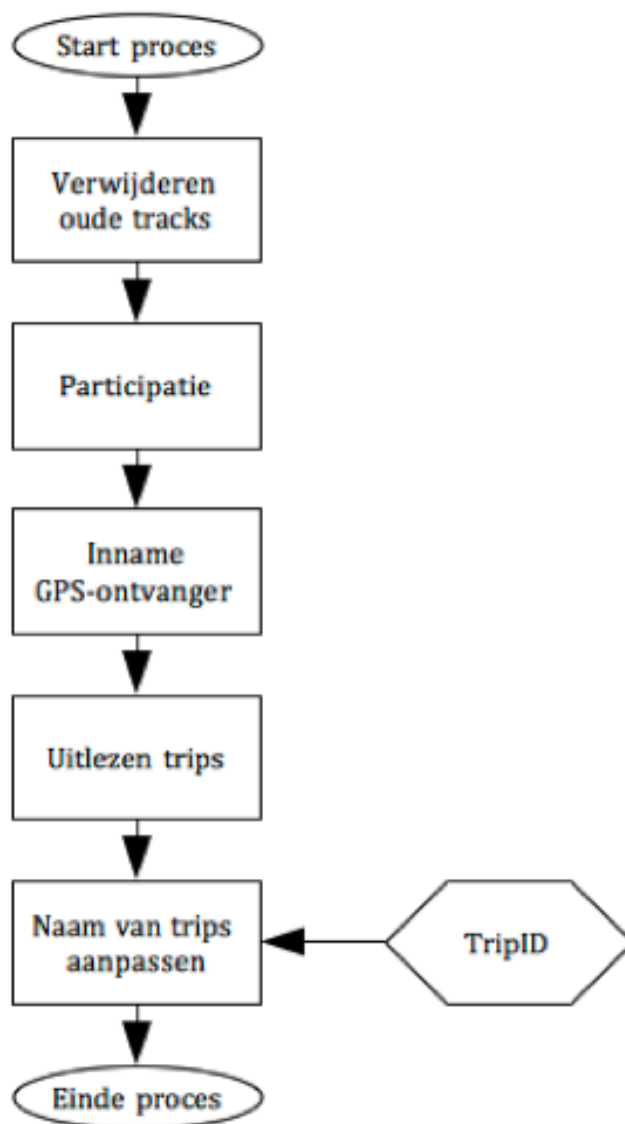 Start proces
Verwijderen
oude tracks
Participatie
Inname
GPS-ontvanger
Uitlezen trips
Naam van trips
aanpassen
TripID
Einde proces